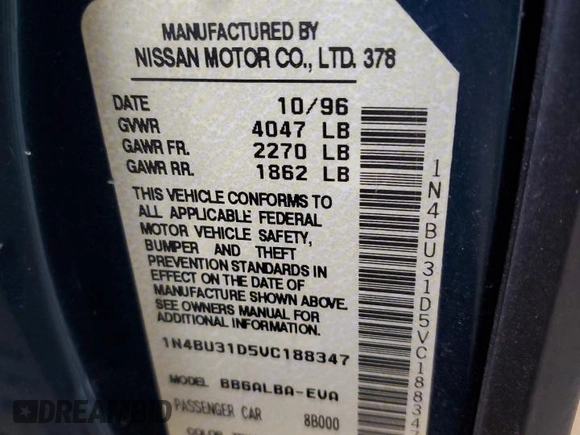 MANUFACTURED BY
NISSAN MOTOR CO., LTD. 378
DATE 10/96
GVWR 4047 LB
GAWR FR. 2270 LB
GAWR RR. 1862 LB
THIS VEHICLE CONFORMS TO
ALL APPLICABLE FEDERAL
MOTOR VEHICLE SAFETY,
BUMPER AND THEFT
PREVENTION STANDARDS IN
EFFECT ON THE DATE OF
MANUFACTURE SHOWN ABOVE.
SEE OWNERS MANUAL FOR
ADDITIONAL INFORMATION
1N4BU31D5VC188347
MODEL BB6ALBA-EVA
PASSENGER CAR 8B000
COLOR
1N4BU31D5VC188347
DREAMBID